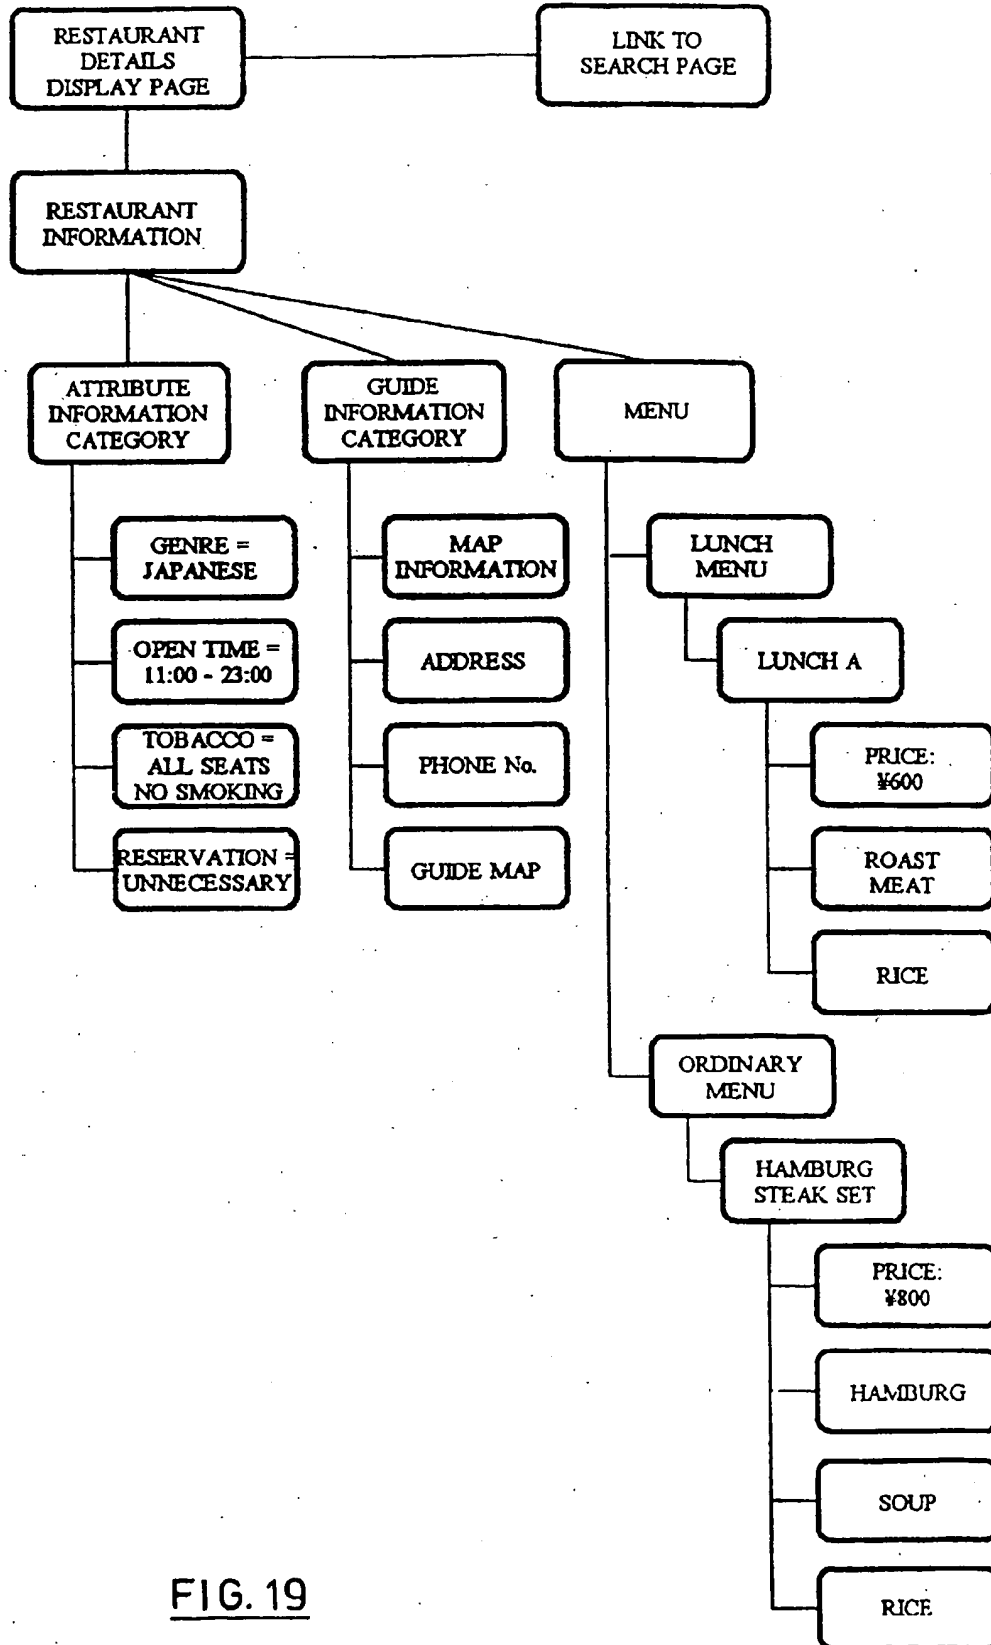 RESTAURANT
DETAILS
DISPLAY PAGE
LINK TO
SEARCH PAGE
RESTAURANT
INFORMATION
ATTRIBUTE
INFORMATION
CATEGORY
GUIDE
INFORMATION
CATEGORY
MENU
GENRE =
JAPANESE
OPEN TIME =
11:00 - 23:00
TOBACCO =
ALL SEATS
NO SMOKING
RESERVATION =
UNNECESSARY
MAP
INFORMATION
ADDRESS
PHONE No.
GUIDE MAP
LUNCH
MENU
LUNCH A
PRICE:
¥600
ROAST
MEAT
RICE
ORDINARY
MENU
HAMBURG
STEAK SET
PRICE:
¥800
HAMBURG
SOUP
RICE
FIG. 19